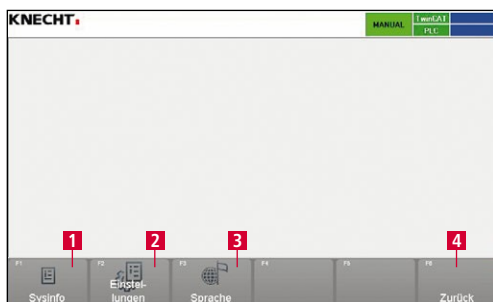 KNECHT.
MANUAL
TwinCAT
PLC
1
2
3
4
F1
F2
F3
F4
F5
F6
Sysinfo
Einstel-
lungen
Sprache
Zurück